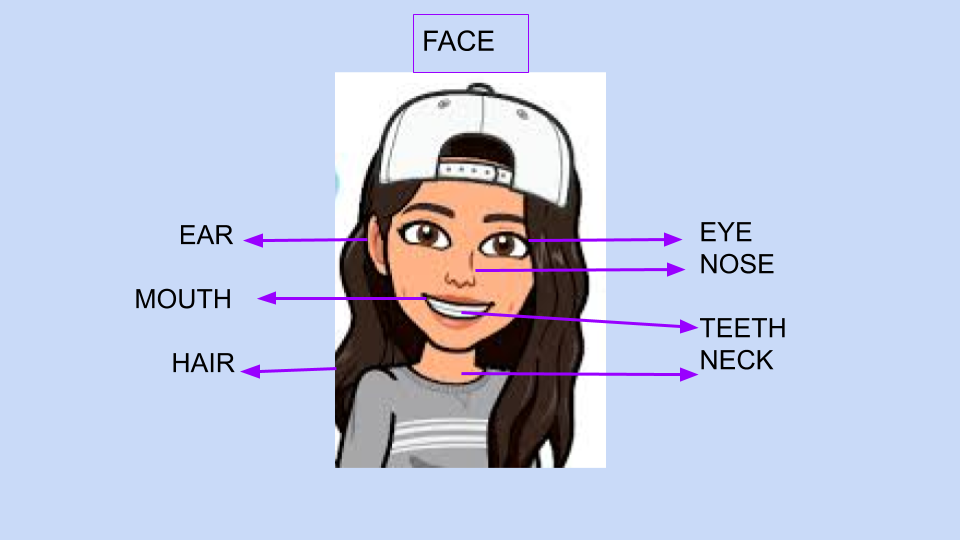 FACE
EAR
MOUTH
HAIR
EYE
NOSE
TEETH
NECK